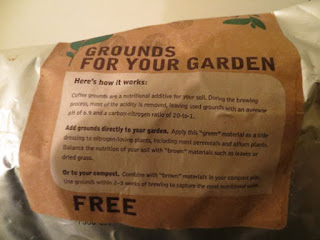 GROUNDS
FOR YOUR GARDEN
Here's how it works:
Coffee grounds are a nutritional additive for your soil. During the brewing
process, most of the acidity is removed, leaving used grounds with an average
pH of 6.9 and a carbon-nitrogen ratio of 20-to-1.
Add grounds directly to your garden. Apply this "green" material as a side
dressing to nitrogen-loving plants, including most perennials and allium plants.
Balance the nutrition of your soil with "brown" materials such as leaves or
dried grass.
Or to your compost. Combine with "brown" materials in your compost pile.
Use grounds within 2-3 weeks of brewing to capture the most nutritional value.
FREE